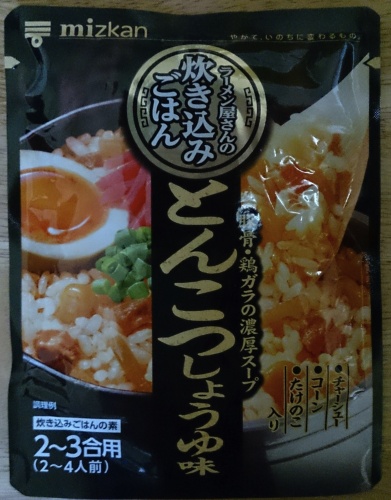 mizkan
やがて、いのちに変わるもの。
ラーメン屋さんの
炊き込み
ごはん
豚骨・鶏ガラの濃厚スープ
とんこつしょうゆ味
●チャーシュー
●コーン
●たけのこ
入り
調理例
炊き込みごはんの素
2〜3合用
(2〜4人前)